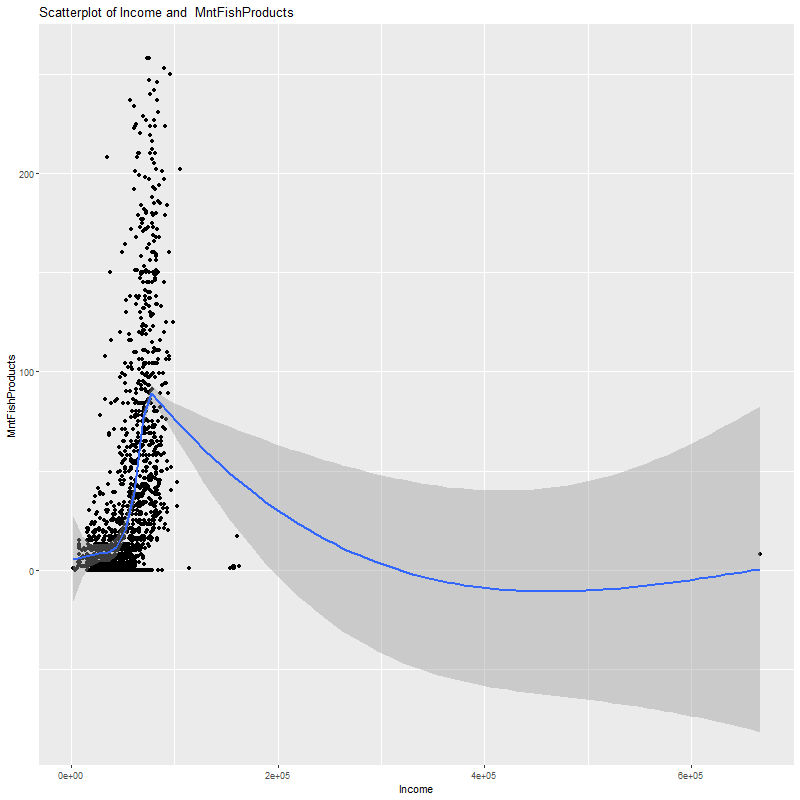 Scatterplot of Income and  MntFishProducts
MntFishProducts
200
100
0
0e+00 2e+05 4e+05 6e+05
Income